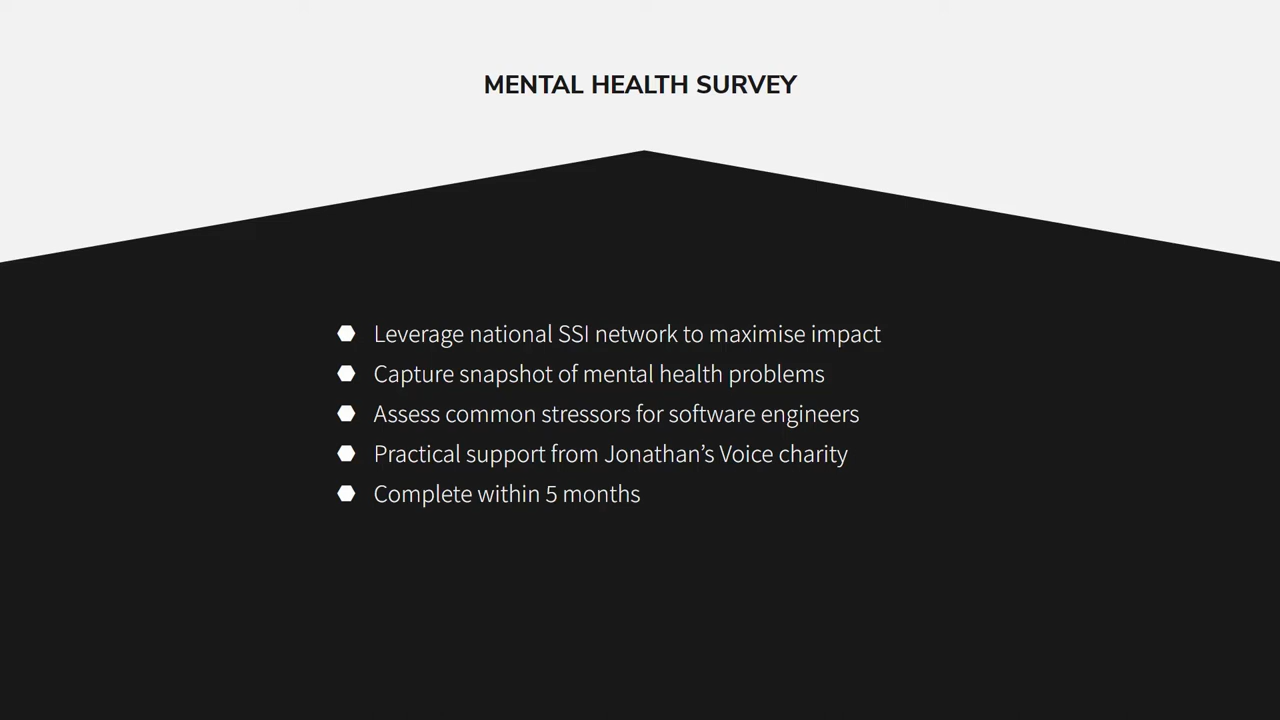 MENTAL HEALTH SURVEY
Leverage national SSI network to maximise impact
Capture snapshot of mental health problems
Assess common stressors for software engineers
Practical support from Jonathan’s Voice charity
Complete within 5 months